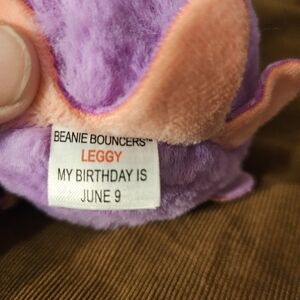 BEANIE BOUNCERS™
LEGGY
MY BIRTHDAY IS
JUNE 9